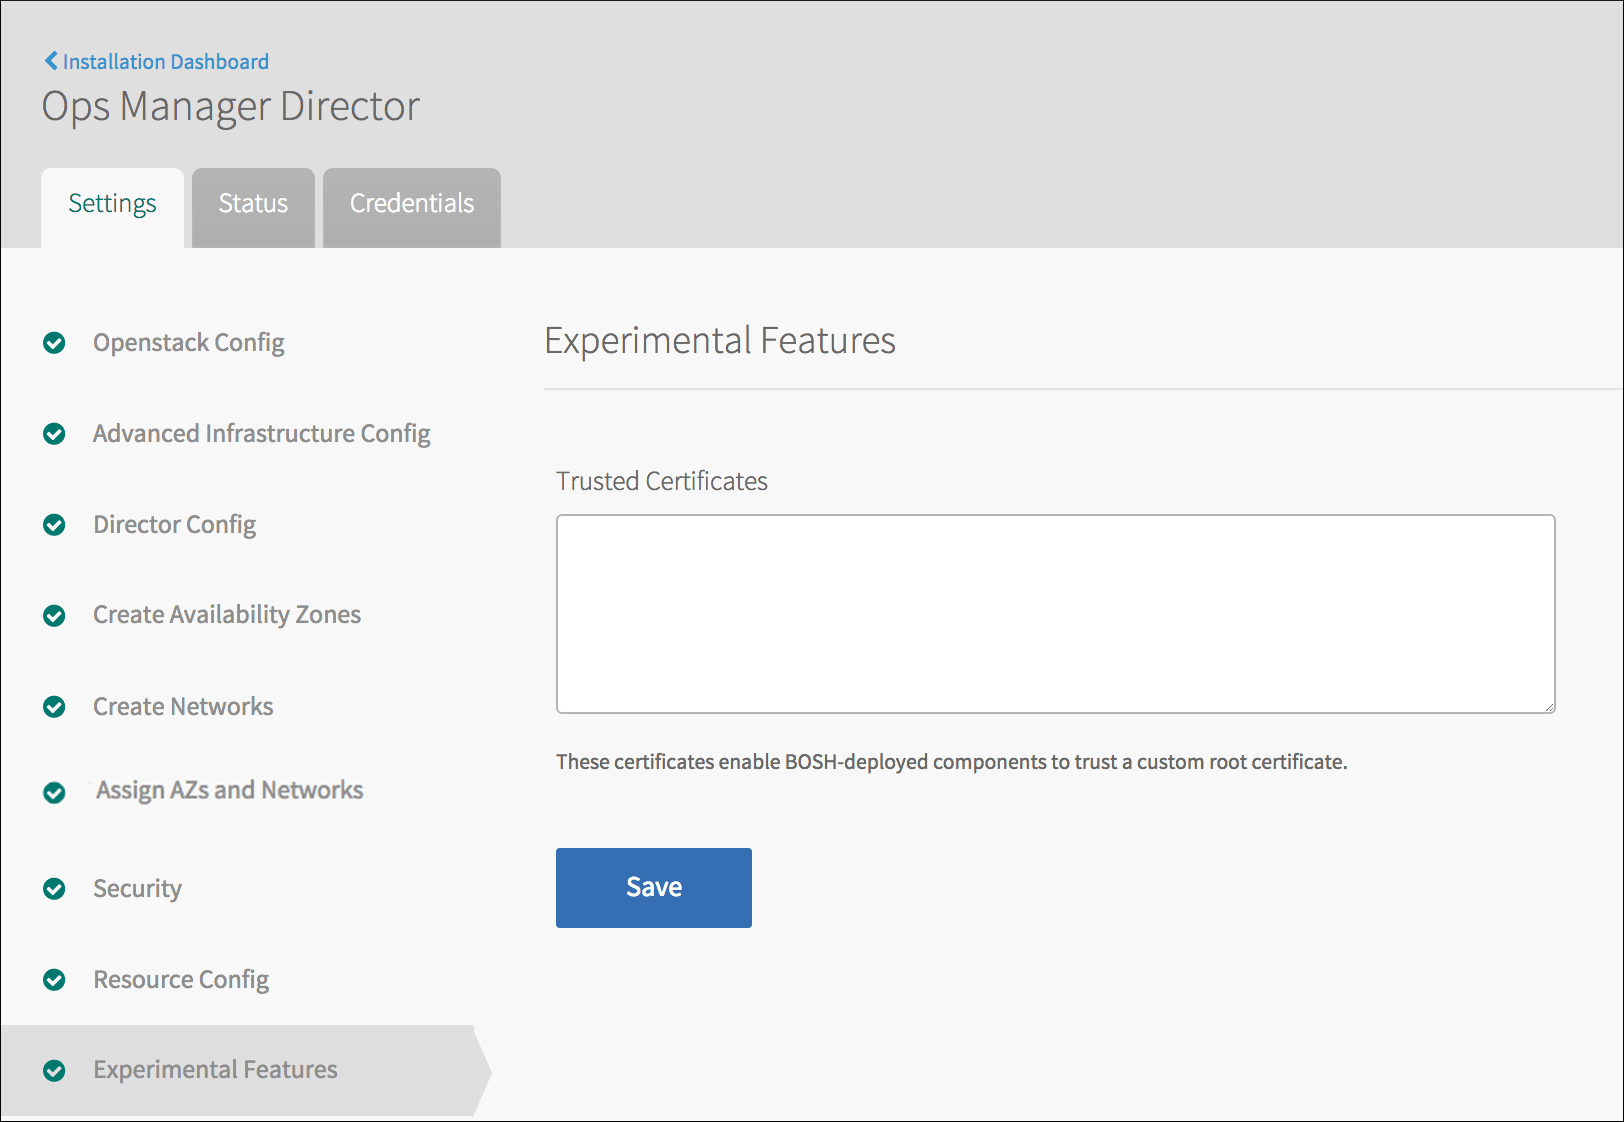 Installation Dashboard
Ops Manager Director
Settings
Status
Credentials
Openstack Config
Advanced Infrastructure Config
Director Config
Create Availability Zones
Create Networks
Assign AZs and Networks
Security
Resource Config
Experimental Features
Experimental Features
Trusted Certificates
These certificates enable BOSH-deployed components to trust a custom root certificate.
Save